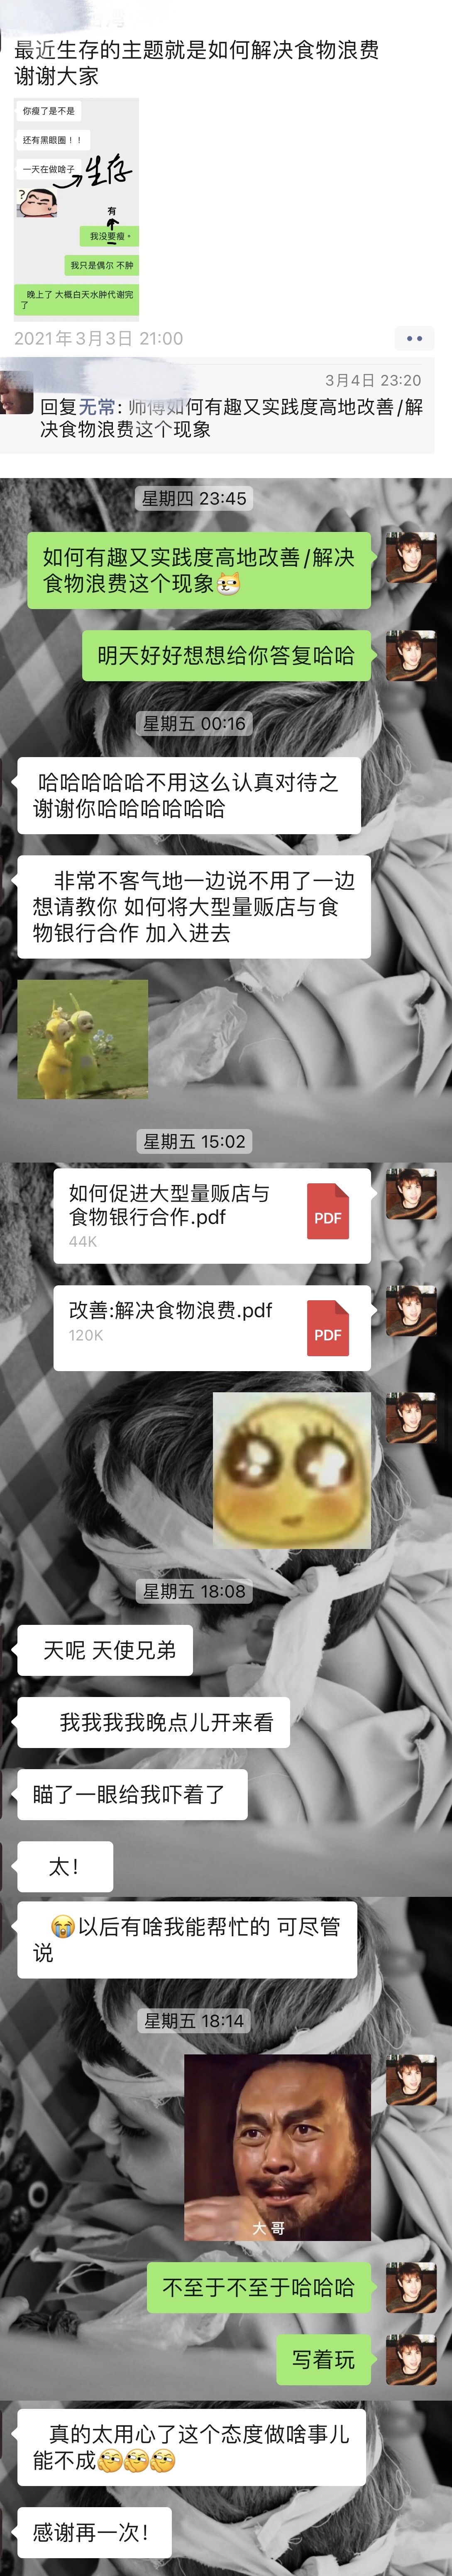 最近生存的主题就是如何解决食物浪费
谢谢大家
你瘦了是不是
还有黑眼圈！！
一天在做啥子
生存
?
有
我没要瘦。
我只是偶尔 不肿
晚上了 大概白天水肿代谢完
了
2021年3月3日 21:00
3月4日 23:20
回复无常: 师傅如何有趣又实践度高地改善/解
决食物浪费这个现象
星期四 23:45
如何有趣又实践度高地改善/解决
食物浪费这个现象
明天好好想想给你答复哈哈
星期五 00:16
哈哈哈哈哈不用这么认真对待之
谢谢你哈哈哈哈哈哈
非常不客气地一边说不用了一边
想请教你 如何将大型量贩店与食
物银行合作 加入进去
星期五 15:02
如何促进大型量贩店与
食物银行合作.pdf
PDF
44K
改善:解决食物浪费.pdf
PDF
120K
星期五 18:08
天呢 天使兄弟
我我我我晚点儿开来看
瞄了一眼给我吓着了
太！
😭以后有啥我能帮忙的 可尽管
说
星期五 18:14
大哥
不至于不至于哈哈哈
写着玩
真的太用心了这个态度做啥事儿
能不成
感谢再一次！